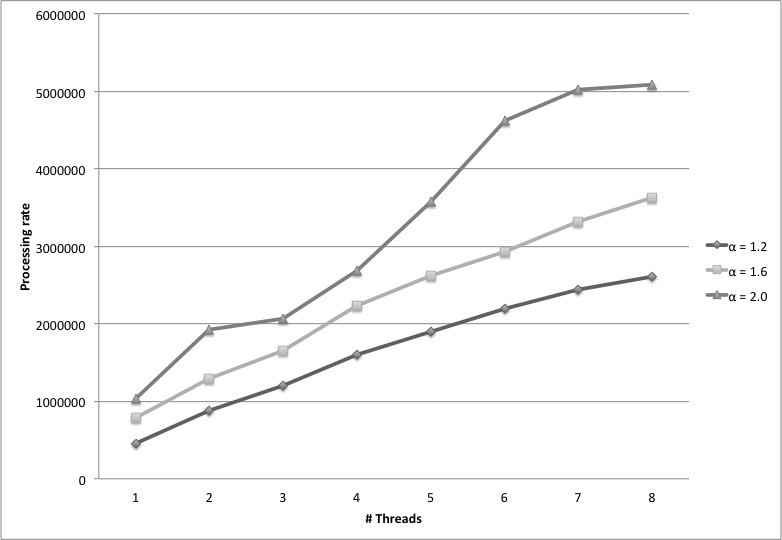 6000000
5000000
4000000
3000000
2000000
1000000
0
Processing rate
1 2 3 4 5 6 7 8
# Threads
α = 1.2
α = 1.6
α = 2.0